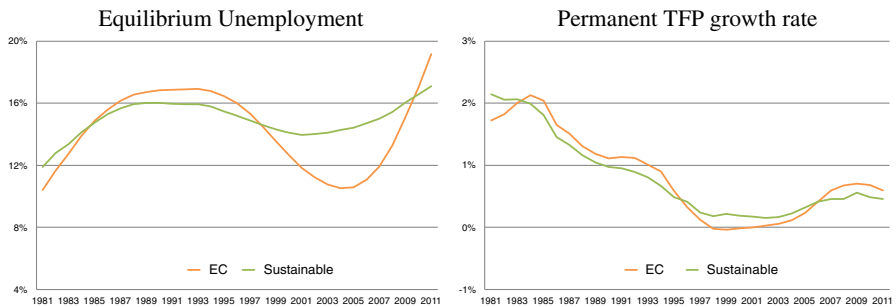 Equilibrium Unemployment
20%
16%
12%
8%
4%
EC Sustainable
1981 1983 1985 1987 1989 1991 1993 1995 1997 1999 2001 2003 2005 2007 2009 2011
Permanent TFP growth rate
3%
2%
1%
0%
-1%
EC Sustainable
1981 1983 1985 1987 1989 1991 1993 1995 1997 1999 2001 2003 2005 2007 2009 2011